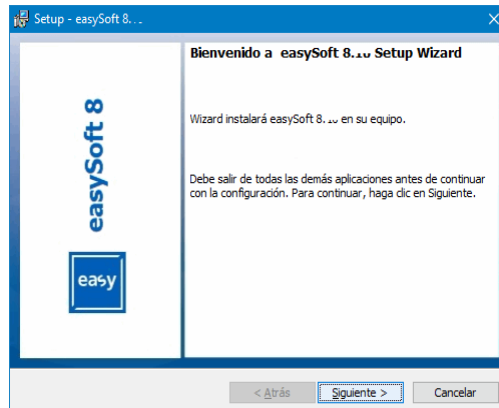 Setup - easySoft 8.
Bienvenido a easySoft 8. Setup Wizard
Wizard instalará easySoft 8. en su equipo.
Debe salir de todas las demás aplicaciones antes de continuar
con la configuración. Para continuar, haga clic en Siguiente.
easySoft 8
easy
< Atrás
Siguiente >
Cancelar